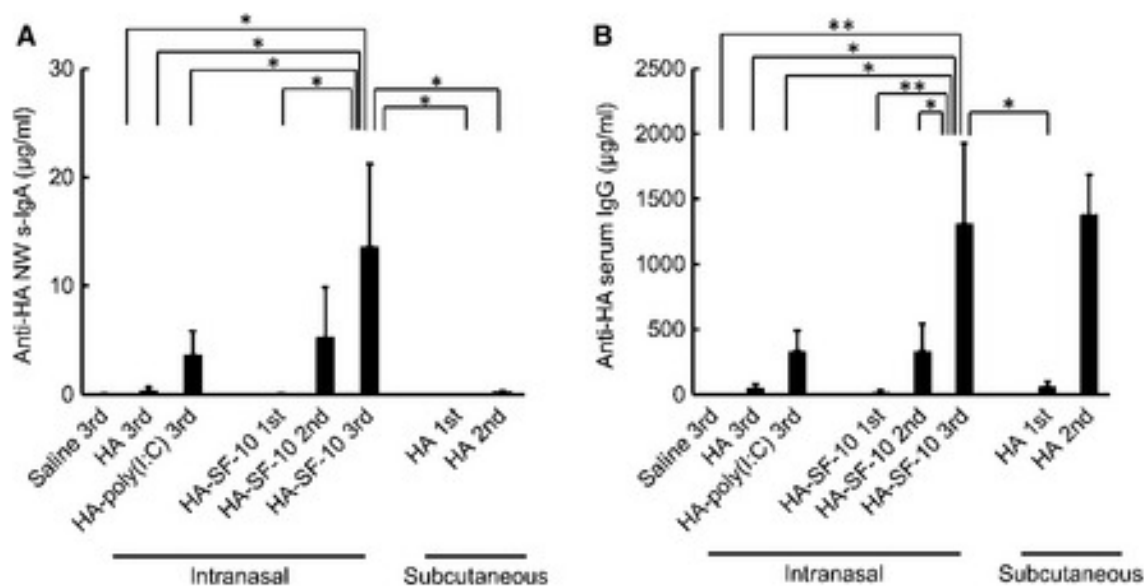 A
Anti-HA NW s-IgA (μg/ml)
30
20
10
0
*
*
*
*
*
*
Saline 3rd
HA 3rd
HA-poly(I:C) 3rd
HA-SF-10 1st
HA-SF-10 2nd
HA-SF-10 3rd
HA 1st
HA 2nd
Intranasal
Subcutaneous
B
Anti-HA serum IgG (μg/ml)
2500
2000
1500
1000
500
0
**
*
*
**
*
*
Saline 3rd
HA 3rd
HA-poly(I:C) 3rd
HA-SF-10 1st
HA-SF-10 2nd
HA-SF-10 3rd
HA 1st
HA 2nd
Intranasal
Subcutaneous